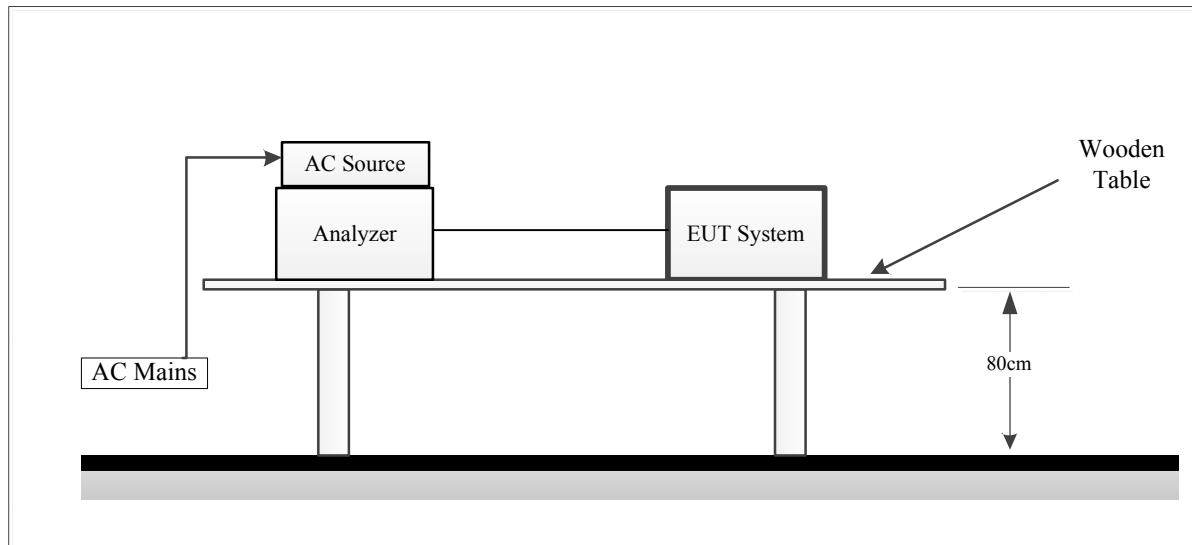 AC Source
Wooden
Table
Analyzer
EUT System
AC Mains
80cm